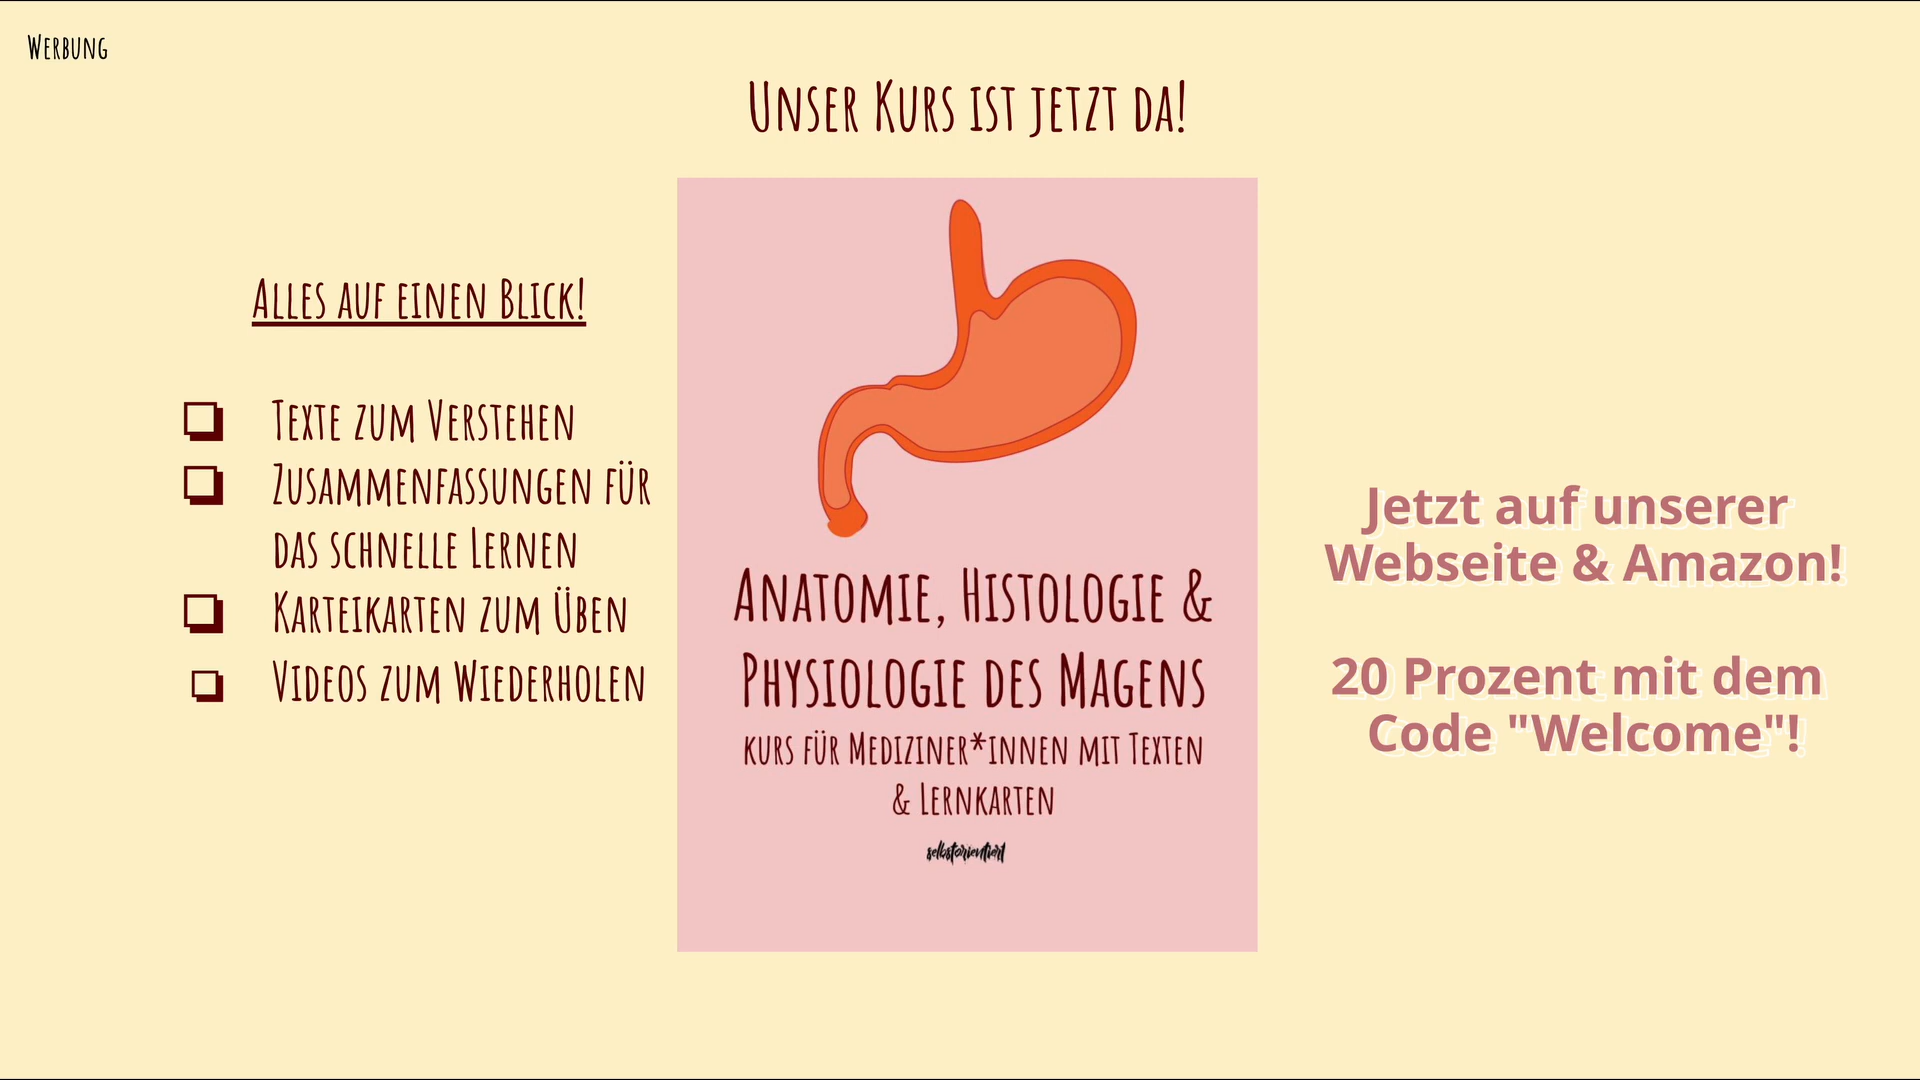 Werbung
Unser Kurs ist jetzt da!
Alles auf einen Blick!
Texte zum Verstehen
Zusammenfassungen für
das schnelle Lernen
Karteikarten zum Üben
Videos zum Wiederholen
Anatomie, Histologie &
Physiologie des Magens
kurs für Mediziner*innen mit Texten
& Lernkarten
selbstorientiert
Jetzt auf unserer
Webseite & Amazon!
20 Prozent mit dem
Code "Welcome"!